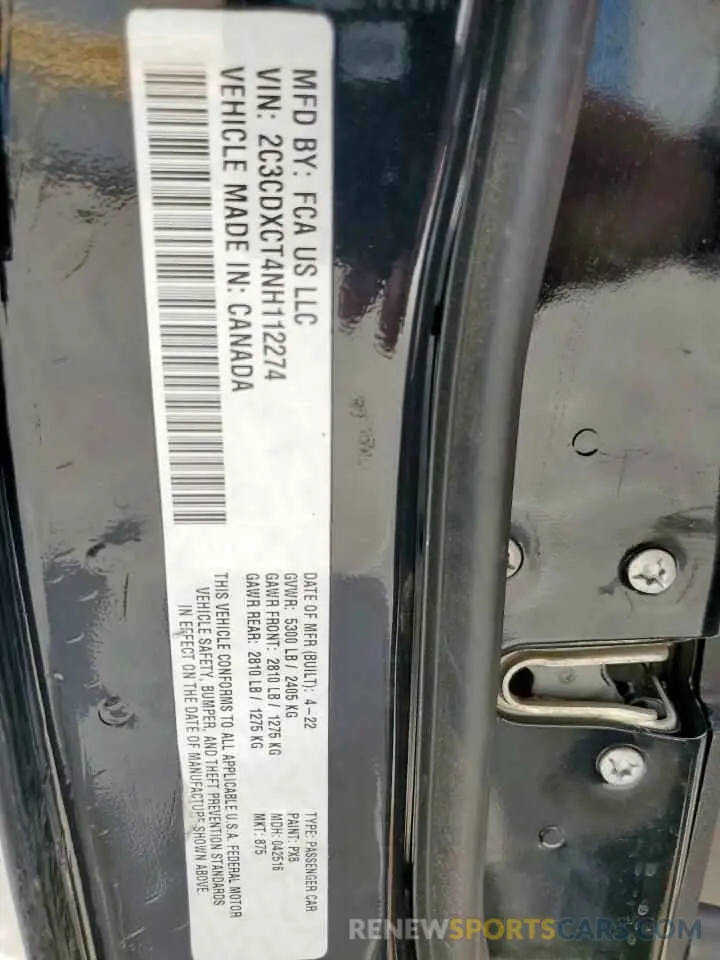 MFD BY: FCA US LLC
VIN: 2C3CDXCT4NH112274
VEHICLE MADE IN: CANADA
DATE OF MFR (BUILT): 4-22
GVWR: 5300 LB / 2405 KG
GAWR FRONT: 2810 LB / 1275 KG
GAWR REAR: 2810 LB / 1275 KG
TYPE: PASSENGER CAR
PAINT: PX8
MDH: 042516
MKT: 875
THIS VEHICLE CONFORMS TO ALL APPLICABLE U.S.A. FEDERAL MOTOR
VEHICLE SAFETY, BUMPER, AND THEFT PREVENTION STANDARDS
IN EFFECT ON THE DATE OF MANUFACTURE SHOWN ABOVE
RENEWSPORTCAR.COM